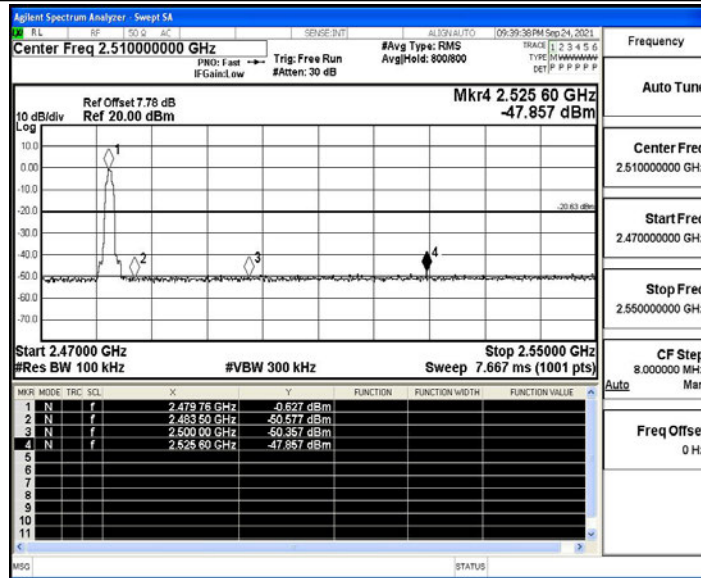 Agilent Spectrum Analyzer - Swept SA
RL RF 50 Ω AC SENSE:INT ALIGN AUTO 09:39:38 PM Sep 24, 2021
Center Freq 2.510000000 GHz
PNO: Fast
IFGain:Low
Trig: Free Run
#Atten: 30 dB
#Avg Type: RMS
Avg|Hold: 800/800
TRACE 1 2 3 4 5 6
TYPE M W W W W W
DET P P P P P P
Ref Offset 7.78 dB
10 dB/div Ref 20.00 dBm
Log
Mkr4 2.525 60 GHz
-47.857 dBm
10.0
0.00
-10.0
-20.0
-30.0
-40.0
-50.0
-60.0
-70.0
1
2
3
4
-20.63 dBm
Start 2.47000 GHz Stop 2.55000 GHz
#Res BW 100 kHz #VBW 300 kHz Sweep 7.667 ms (1001 pts)
MKR MODE TRC SCL X Y FUNCTION FUNCTION WIDTH FUNCTION VALUE
1 N f 2.479 76 GHz -0.627 dBm
2 N f 2.483 50 GHz -50.577 dBm
3 N f 2.500 00 GHz -50.357 dBm
4 N f 2.525 60 GHz -47.857 dBm
5
6
7
8
9
10
11
MSG STATUS
Frequency
Auto Tune
Center Freq
2.510000000 GHz
Start Freq
2.470000000 GHz
Stop Freq
2.550000000 GHz
CF Step
8.000000 MHz
Auto Man
Freq Offset
0 Hz